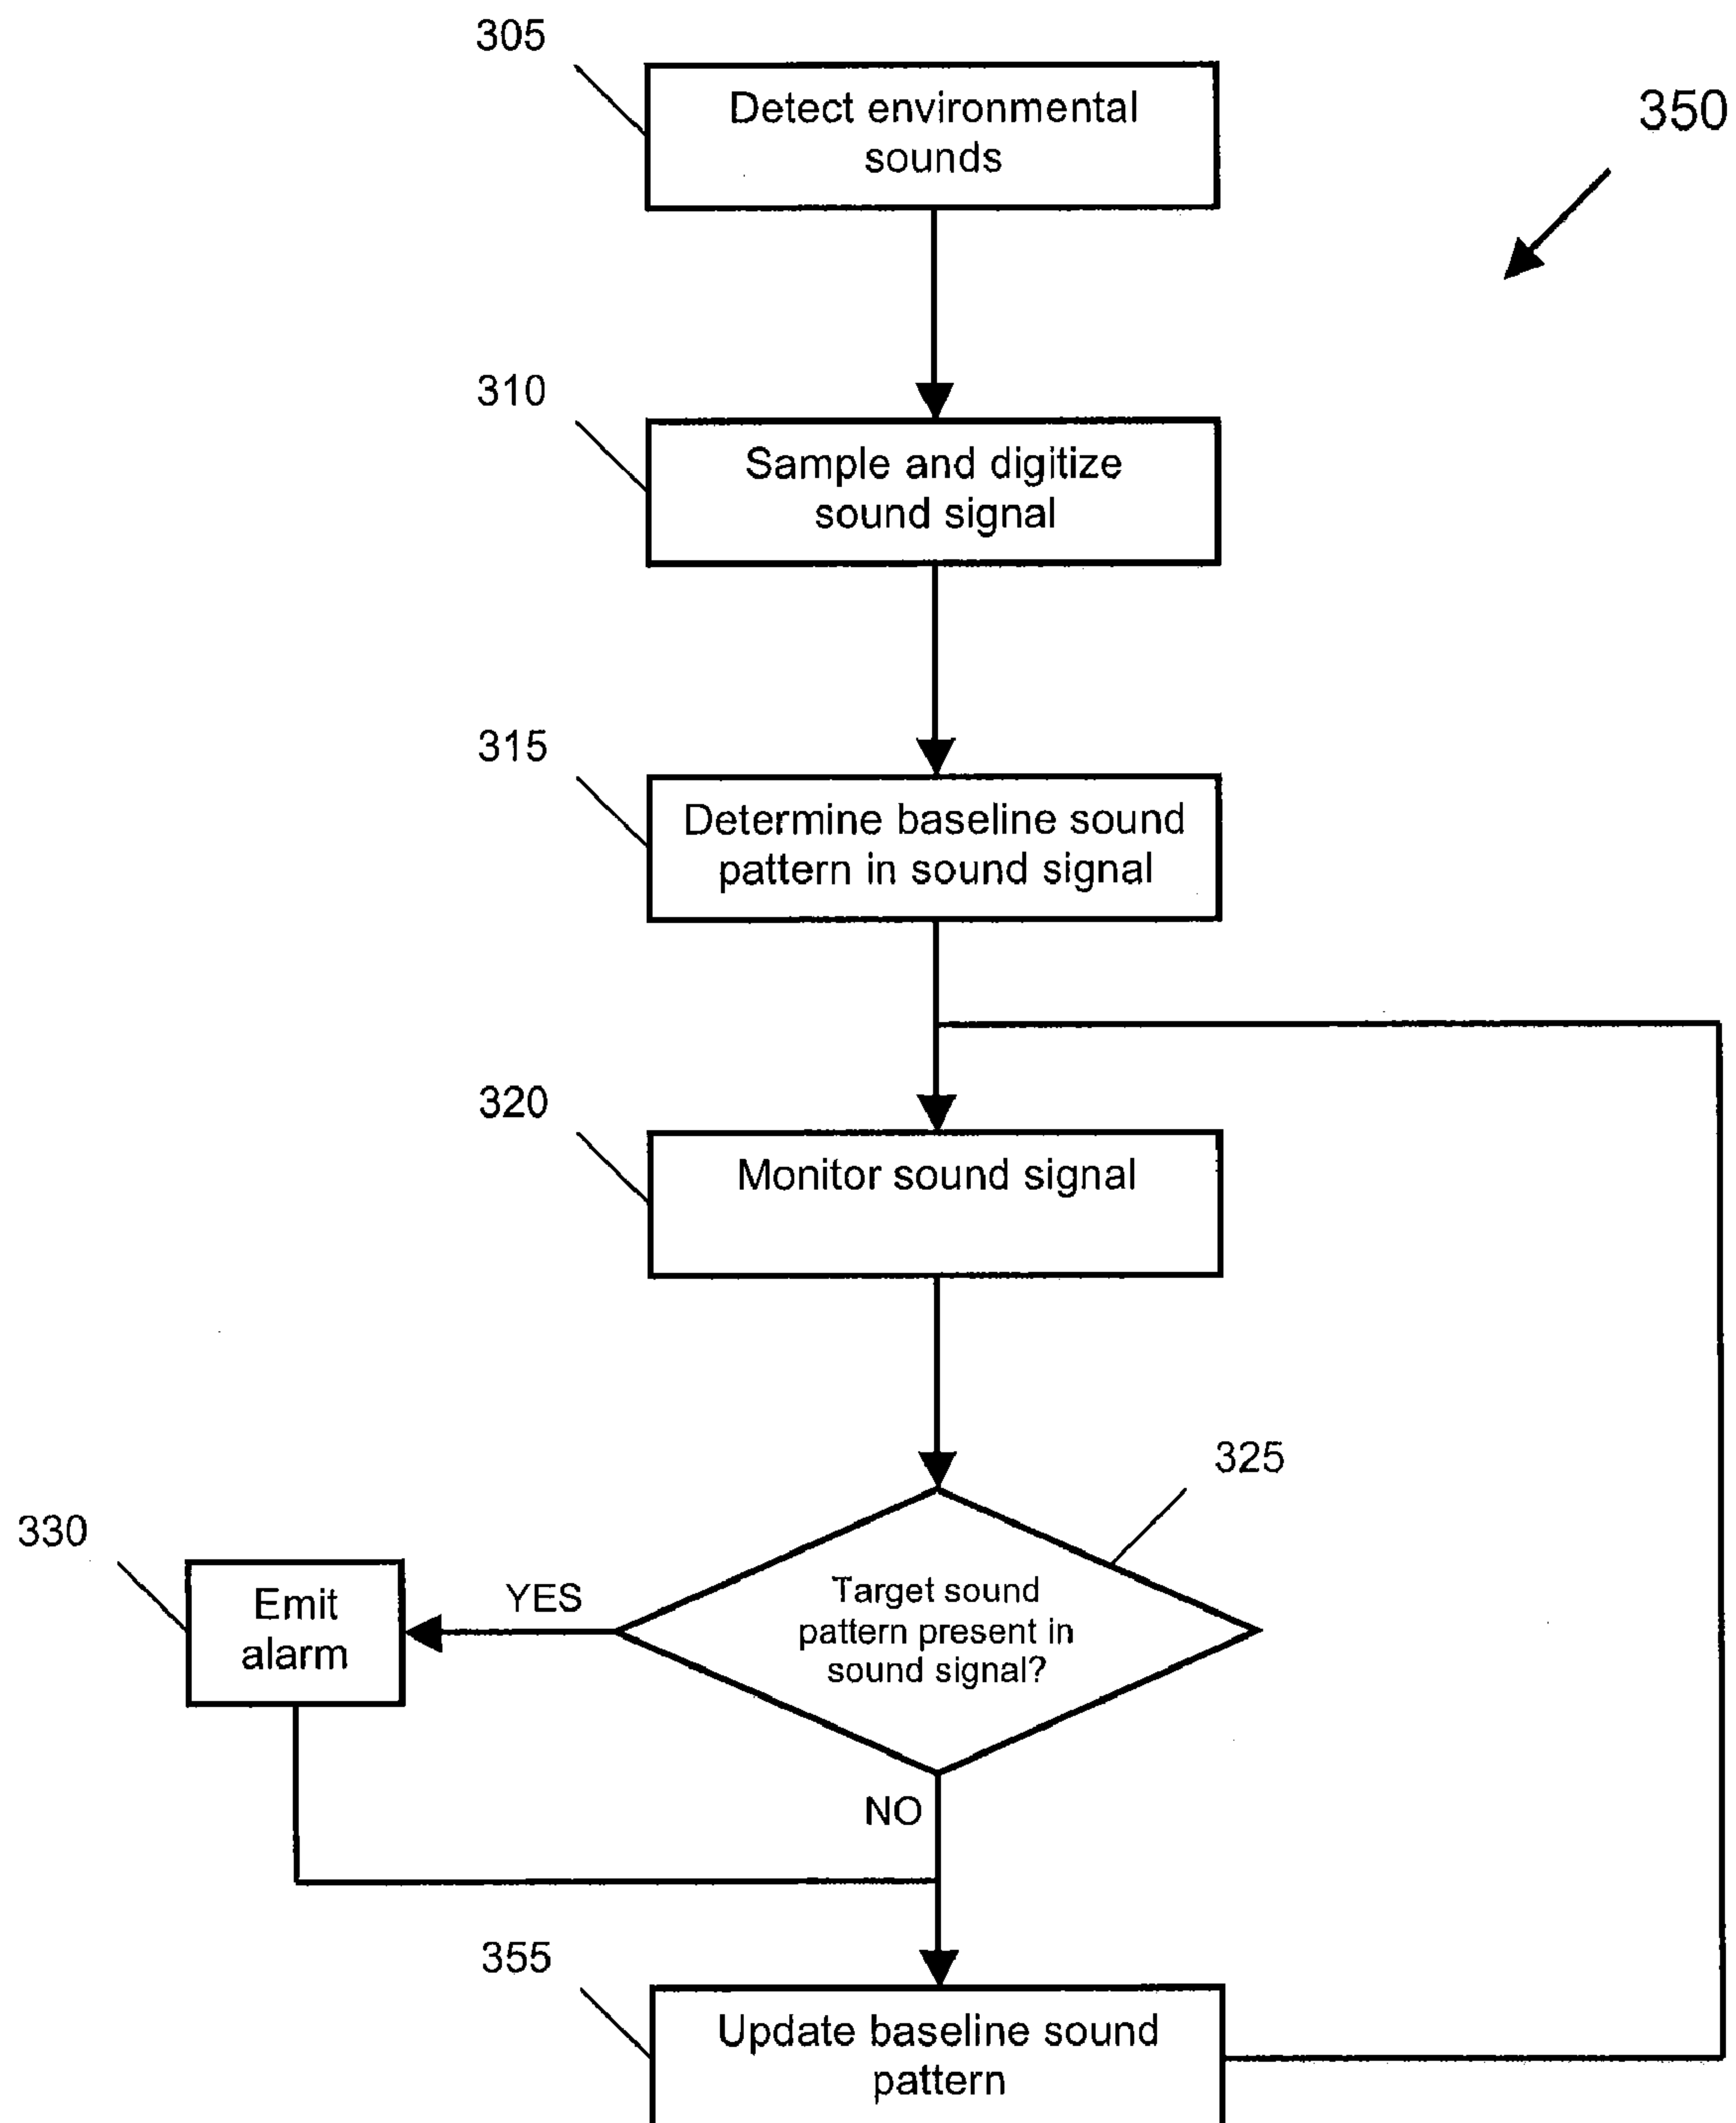 305
Detect environmental
sounds
350
310
Sample and digitize
sound signal
315
Determine baseline sound
pattern in sound signal
320
Monitor sound signal
325
330
Emit
alarm
YES
Target sound
pattern present in
sound signal?
NO
355
Update baseline sound
pattern